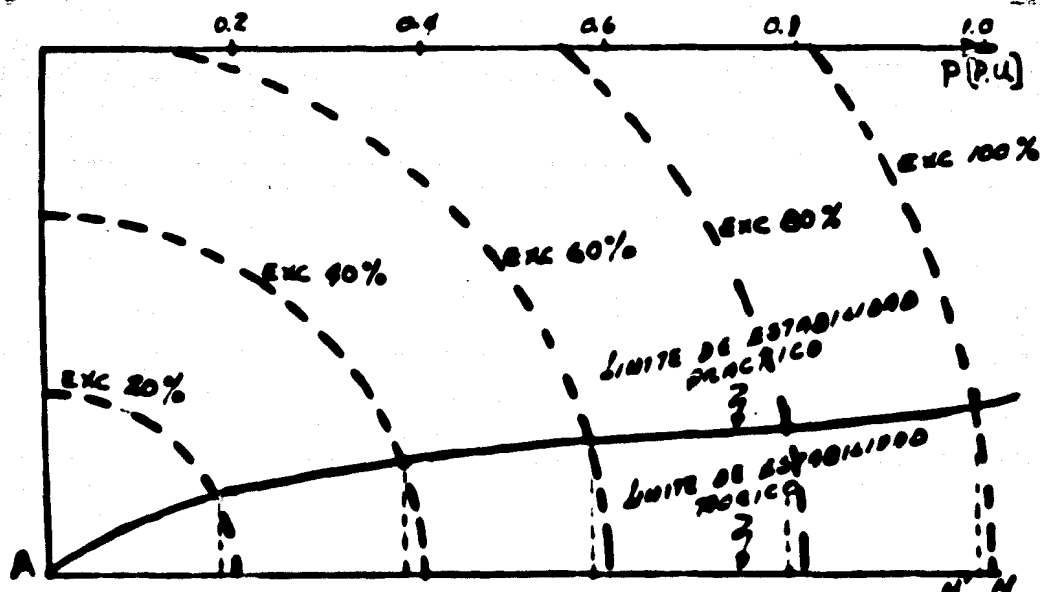 0.2 0.4 0.6 0.8 1.0
P [P.U]
EXC 100%
EXC 80%
EXC 60%
EXC 40%
LIMITE DE ESTABILIDAD
PRACTICO
EXC 20%
LIMITE DE ESTABILIDAD
TEORICO
A
N' N